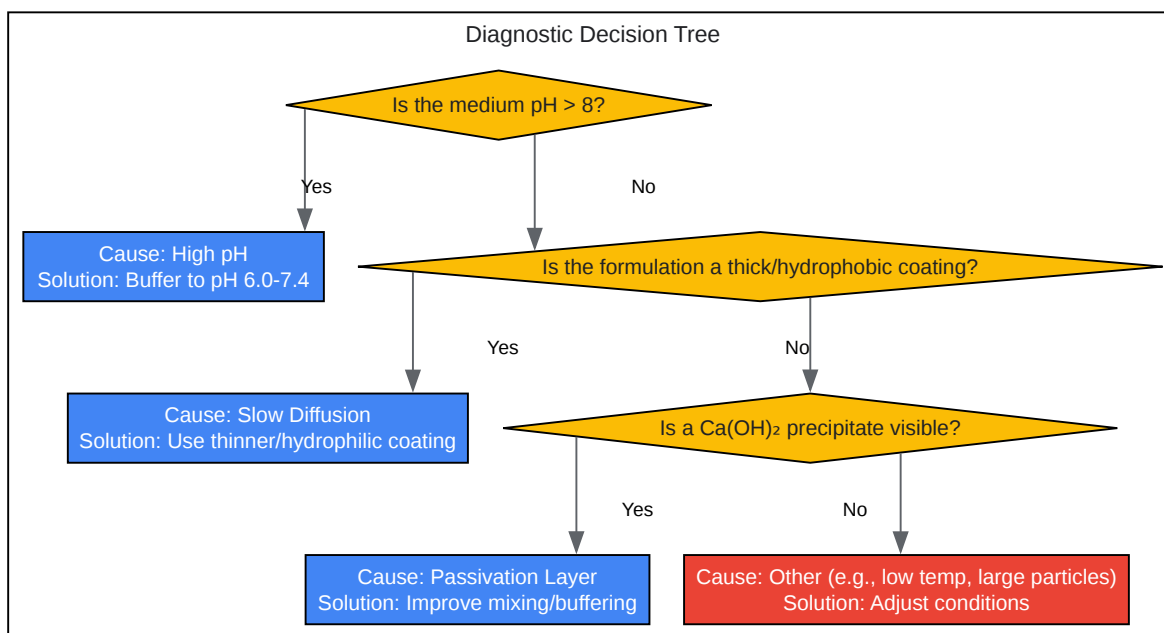 Diagnostic Decision Tree
Is the medium pH > 8?
Yes
No
Cause: High pH
Solution: Buffer to pH 6.0-7.4
Is the formulation a thick/hydrophobic coating?
Yes
No
Cause: Slow Diffusion
Solution: Use thinner/hydrophilic coating
Is a Ca(OH)₂ precipitate visible?
Yes
No
Cause: Passivation Layer
Solution: Improve mixing/buffering
Cause: Other (e.g., low temp, large particles)
Solution: Adjust conditions